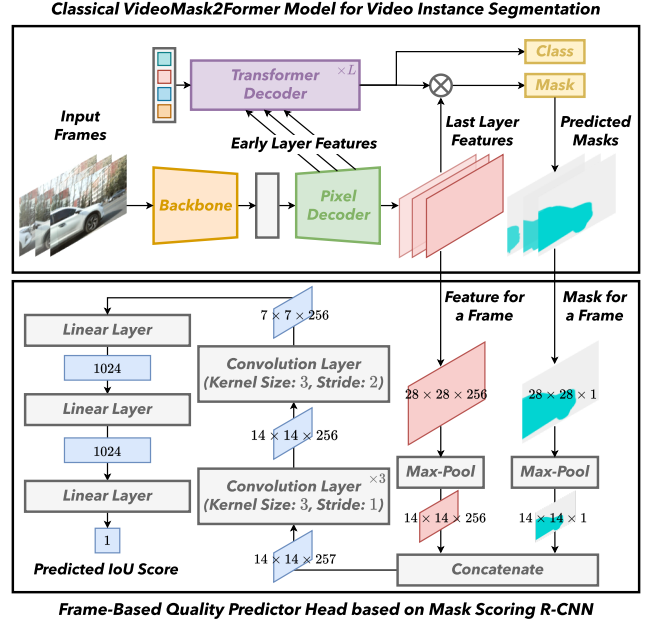 Classical VideoMask2Former Model for Video Instance Segmentation
Transformer
Decoder
×L
Class
Mask
Input
Frames
Early Layer Features
Last Layer
Features
Predicted
Masks
Backbone
Pixel
Decoder
7 × 7 × 256
Feature for
a Frame
Mask for
a Frame
Linear Layer
1024
Linear Layer
1024
Linear Layer
1
Predicted IoU Score
Convolution Layer
(Kernel Size: 3, Stride: 2)
14 × 14 × 256
Convolution Layer
×3
(Kernel Size: 3, Stride: 1)
14 × 14 × 257
28 × 28 × 256
28 × 28 × 1
Max-Pool
Max-Pool
14 × 14 × 256
14 × 14 × 1
Concatenate
Frame-Based Quality Predictor Head based on Mask Scoring R-CNN